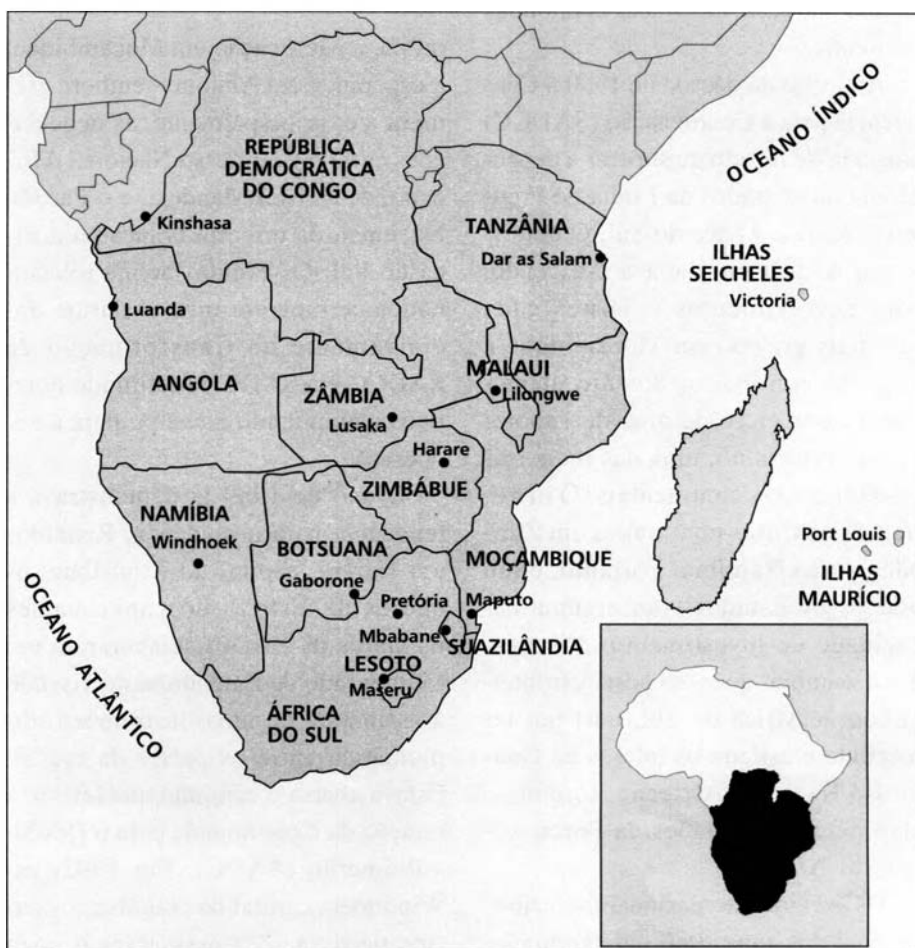 OCEANO ÍNDICO
REPÚBLICA
DEMOCRÁTICA
DO CONGO
Kinshasa
TANZÂNIA
Dar as Salam
ILHAS
SEICHELES
Victoria
Luanda
ANGOLA
ZÂMBIA
Lusaka
MALAUI
Lilongwe
Harare
ZIMBÁBUE
NAMÍBIA
Windhoek
BOTSUANA
Gaborone
MOÇAMBIQUE
Port Louis
ILHAS
MAURÍCIO
Pretória
Maputo
Mbabane
SUAZILÂNDIA
LESOTO
Maseru
ÁFRICA
DO SUL
OCEANO ATLÂNTICO